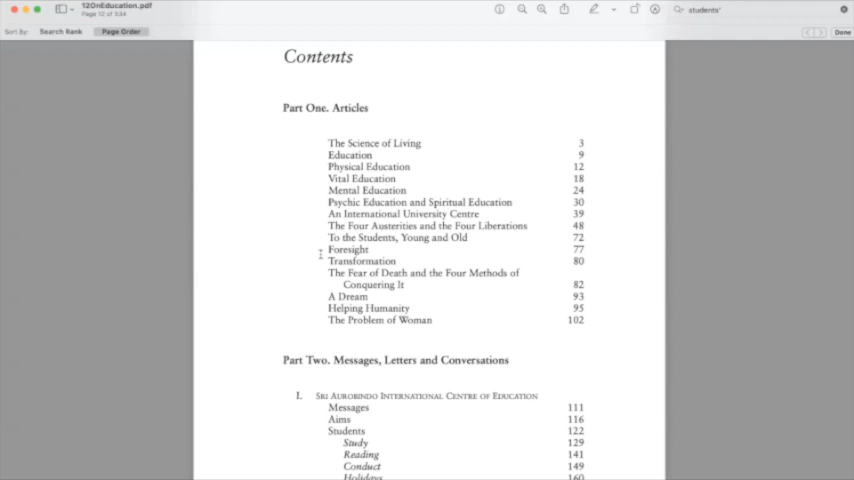 12OnEducation.pdf
Page 12 of 534
students'
Sort by: Search Rank Page Order
Done
Contents
Part One. Articles
The Science of Living 3
Education 9
Physical Education 12
Vital Education 18
Mental Education 24
Psychic Education and Spiritual Education 30
An International University Centre 39
The Four Austerities and the Four Liberations 48
To the Students, Young and Old 72
Foresight 77
Transformation 80
The Fear of Death and the Four Methods of
Conquering It 82
A Dream 93
Helping Humanity 95
The Problem of Woman 102
Part Two. Messages, Letters and Conversations
I. SRI AUROBINDO INTERNATIONAL CENTRE OF EDUCATION
Messages 111
Aims 116
Students 122
Study 129
Reading 141
Conduct 149
Holidays 160